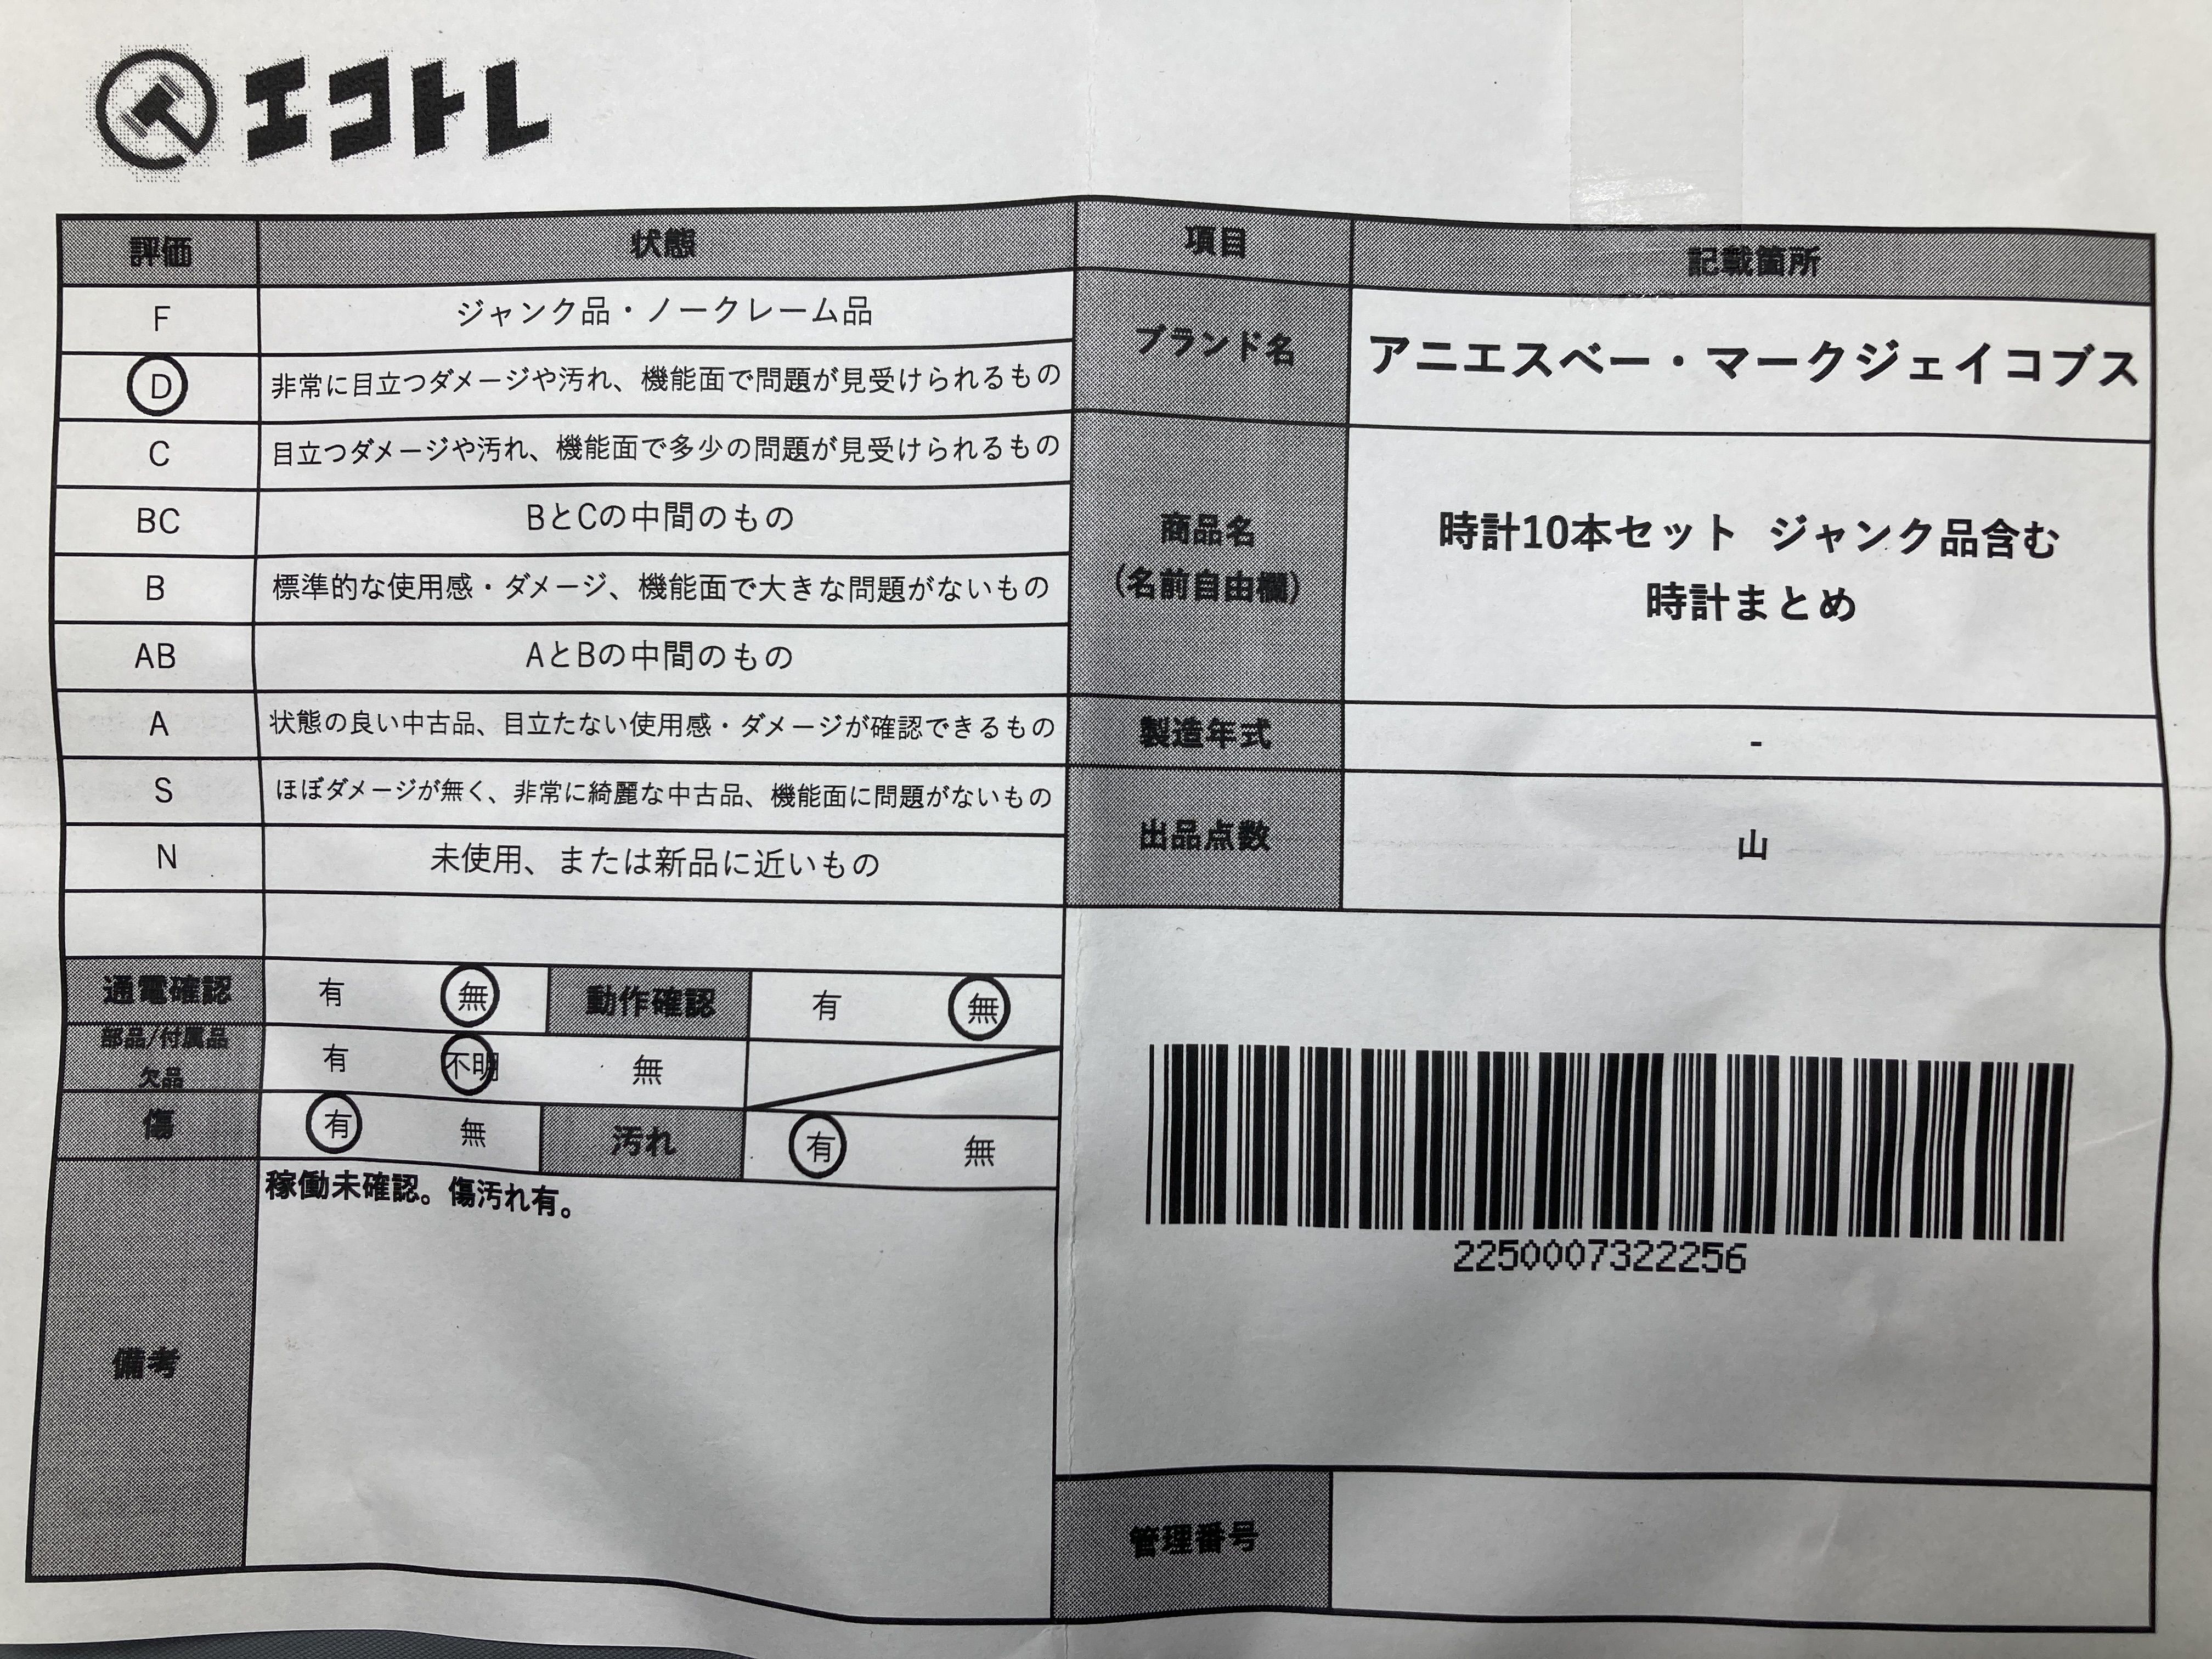 エコトレ
評価 状態
F ジャンク品・ノークレーム品
D 非常に目立つダメージや汚れ、機能面で問題が見受けられるもの
C 目立つダメージや汚れ、機能面で多少の問題が見受けられるもの
BC BとCの中間のもの
B 標準的な使用感・ダメージ、機能面で大きな問題がないもの
AB AとBの中間のもの
A 状態の良い中古品、目立たない使用感・ダメージが確認できるもの
S ほぼダメージが無く、非常に綺麗な中古品、機能面に問題がないもの
N 未使用、または新品に近いもの
通電確認 有 無 動作確認 有 無
部品/付属品
欠品 有 不明 無
傷 有 無 汚れ 有 無
備考 稼働未確認。傷汚れ有。
項目 記載箇所
ブランド名 アニエスベー・マークジェイコブス
商品名
(名前自由欄)
時計10本セット ジャンク品含む
時計まとめ
製造年式 -
出品点数 山
2250007322256
管理番号